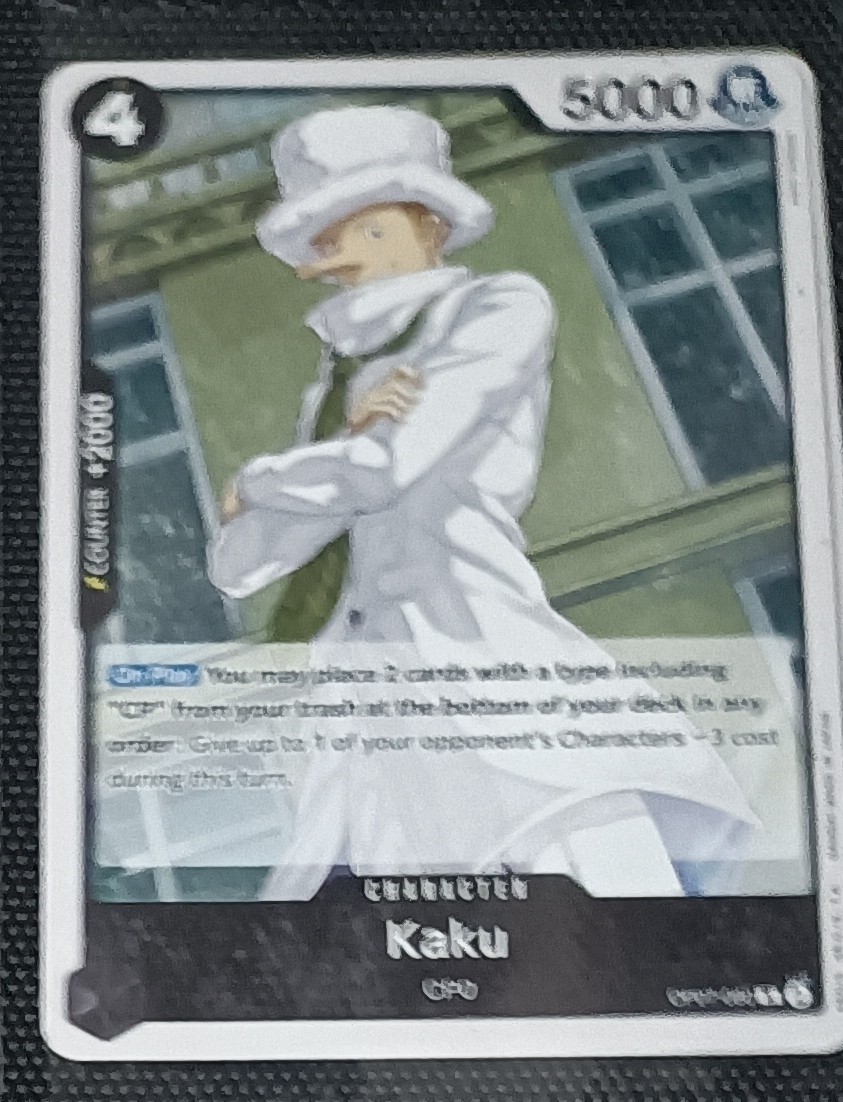 4
5000
COUNTER +2000
On Play You may place 2 cards with a type including
"CP" from your trash at the bottom of your deck in any
order: Give up to 1 of your opponent's Characters −3 cost
during this turn.
CHARACTER
Kaku